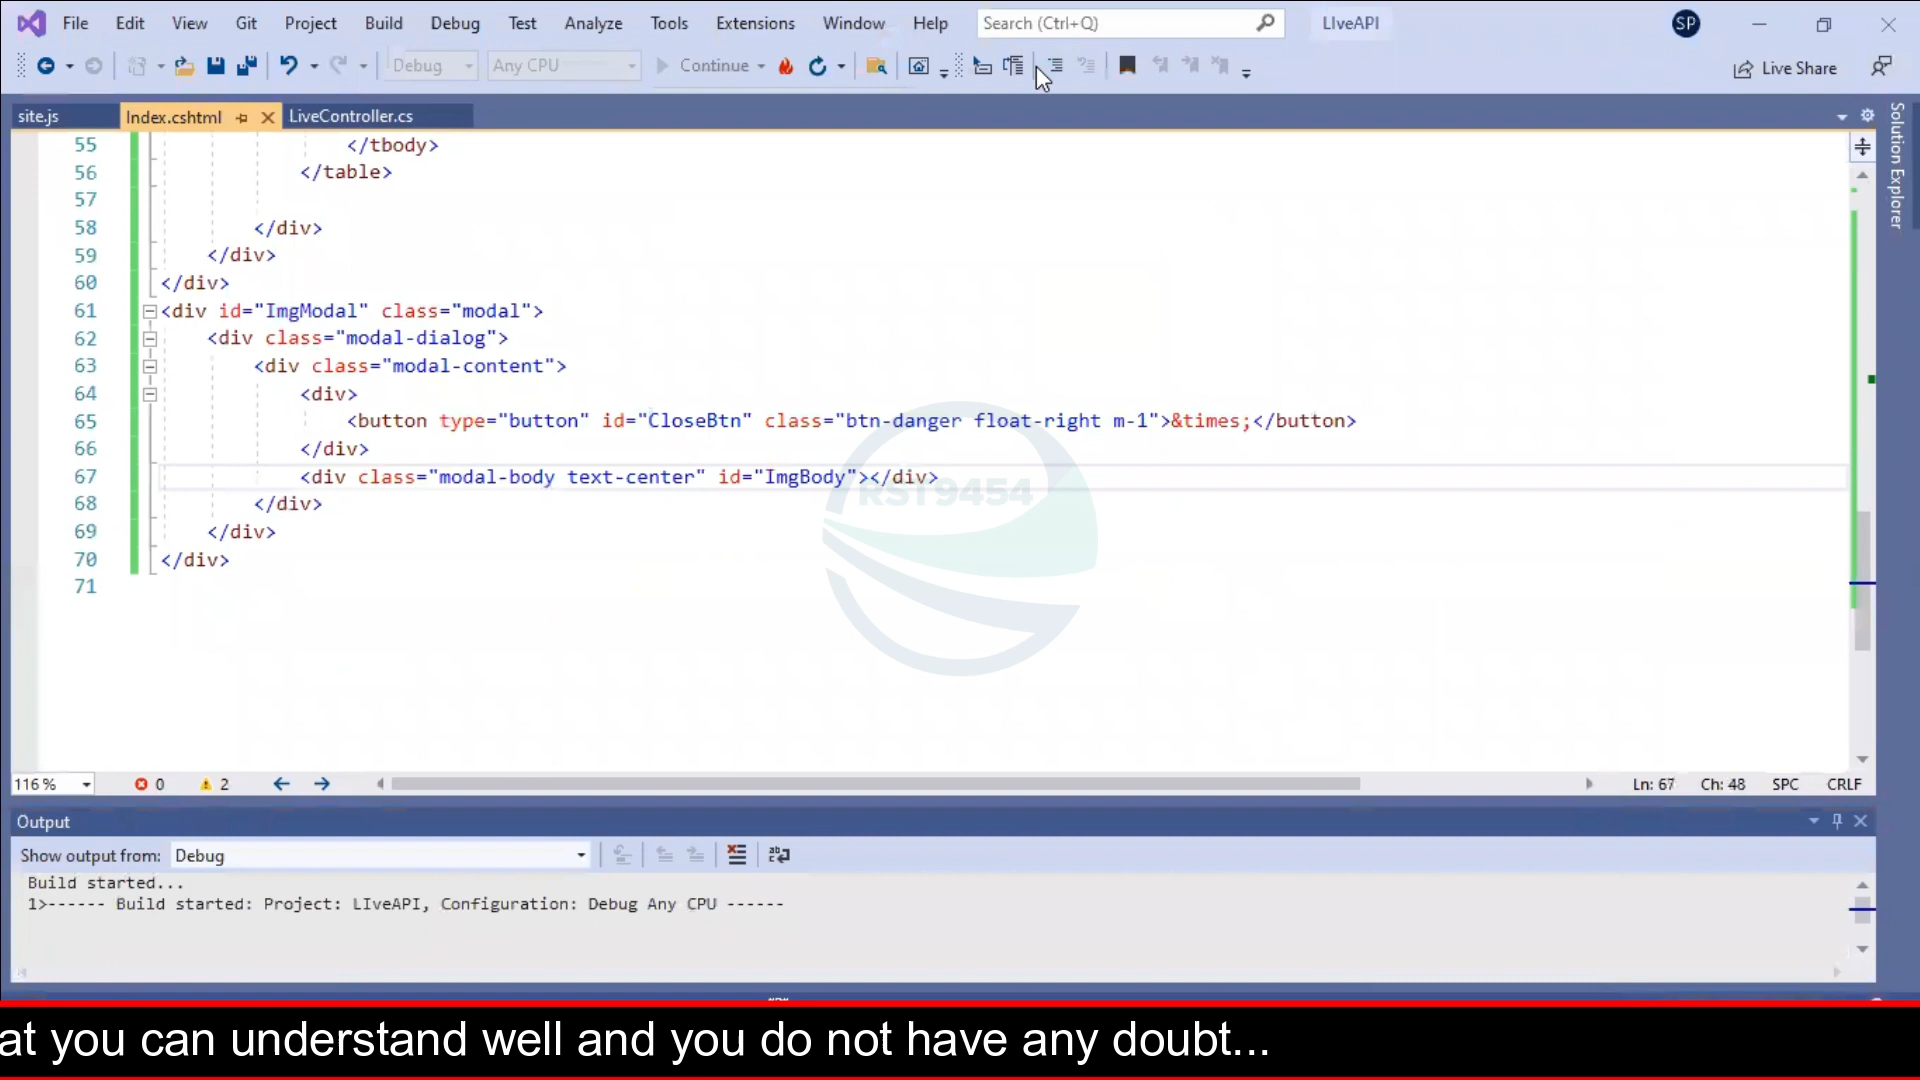 File Edit View Git Project Build Debug Test Analyze Tools Extensions Window Help Search (Ctrl+Q) LIveAPI SP
Debug Any CPU Continue Live Share
site.js Index.cshtml LiveController.cs
Solution Explorer
55 </tbody>
56 </table>
57
58 </div>
59 </div>
60 </div>
61 <div id="ImgModal" class="modal">
62 <div class="modal-dialog">
63 <div class="modal-content">
64 <div>
65 <button type="button" id="CloseBtn" class="btn-danger float-right m-1">&times;</button>
66 </div>
67 <div class="modal-body text-center" id="ImgBody"></div>
68 </div>
69 </div>
70 </div>
71
RST9454
116 % 0 2 Ln: 67 Ch: 48 SPC CRLF
Output
Show output from: Debug
Build started...
1>------ Build started: Project: LIveAPI, Configuration: Debug Any CPU ------
at you can understand well and you do not have any doubt...